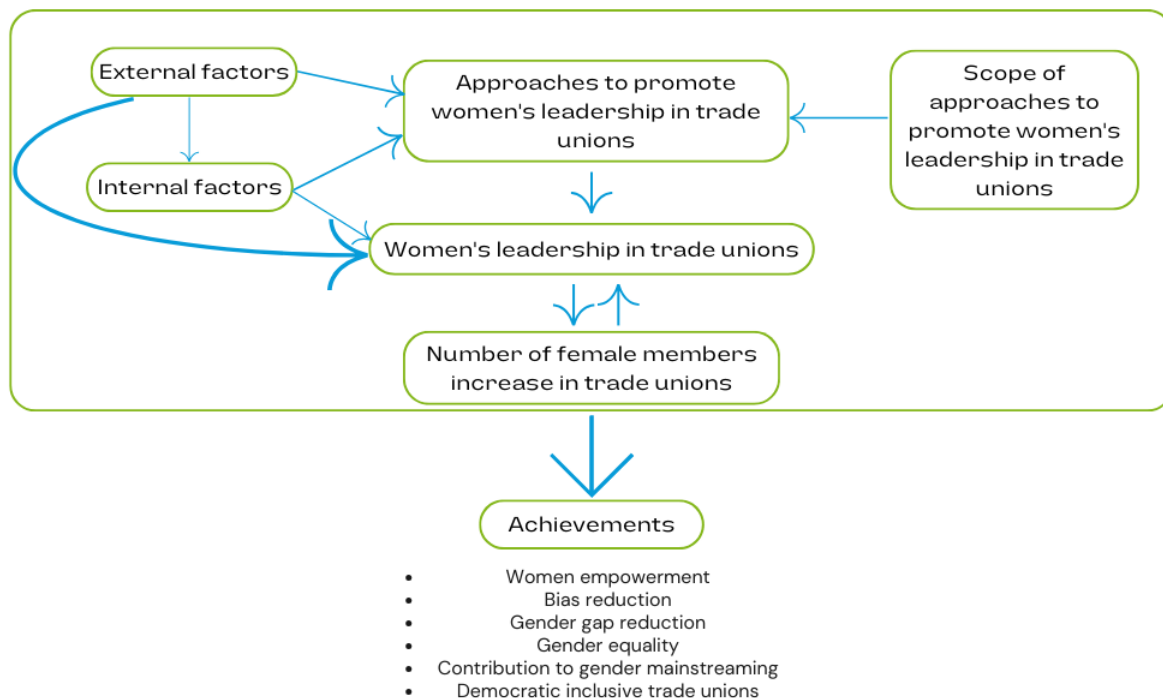 External factors
Approaches to promote
women's leadership in trade
unions
Scope of
approaches to
promote women's
leadership in trade
unions
Internal factors
Women's leadership in trade unions
Number of female members
increase in trade unions
Achievements
• Women empowerment
• Bias reduction
• Gender gap reduction
• Gender equality
• Contribution to gender mainstreaming
• Democratic inclusive trade unions